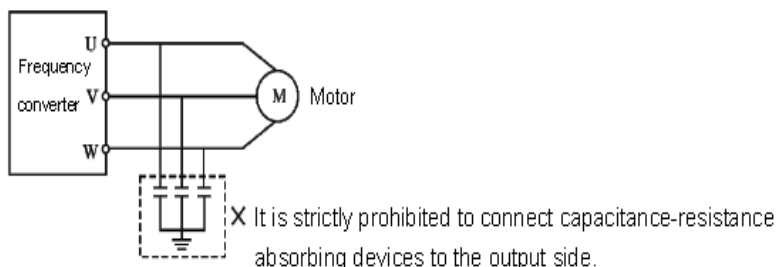 U
Frequency
converter V
M Motor
W
X It is strictly prohibited to connect capacitance-resistance
absorbing devices to the output side.